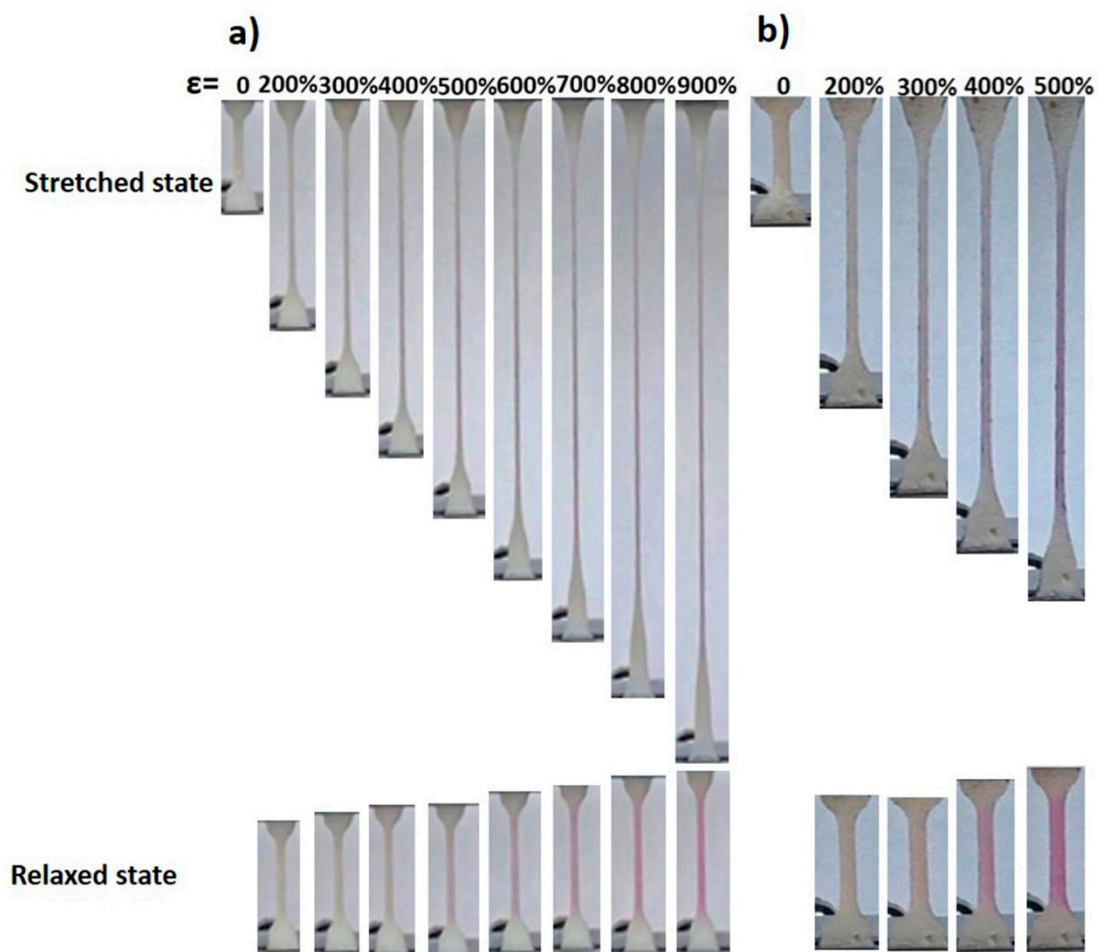 a)
b)
ε= 0 200% 300% 400% 500% 600% 700% 800% 900%
0 200% 300% 400% 500%
Stretched state
Relaxed state